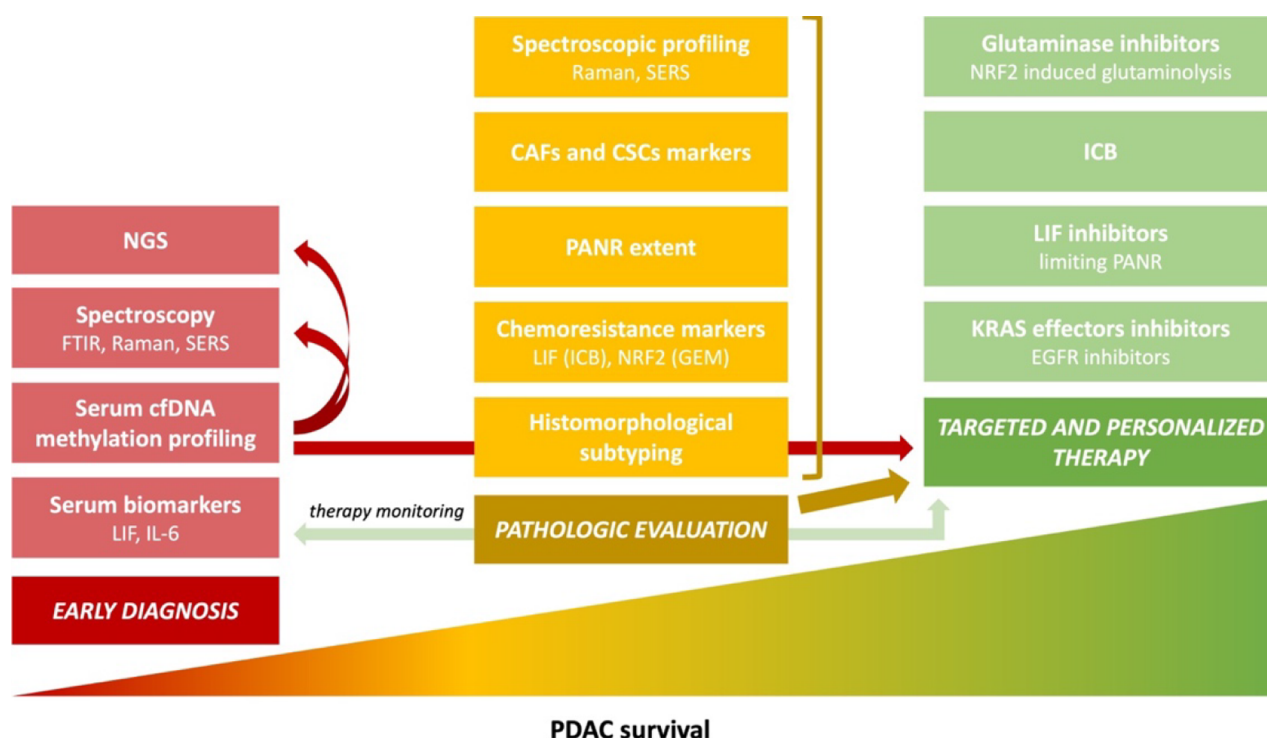 NGS
Spectroscopy
FTIR, Raman, SERS
Serum cfDNA
methylation profiling
Serum biomarkers
LIF, IL-6
EARLY DIAGNOSIS
therapy monitoring
Spectroscopic profiling
Raman, SERS
CAFs and CSCs markers
PANR extent
Chemoresistance markers
LIF (ICB), NRF2 (GEM)
Histomorphological
subtyping
PATHOLOGIC EVALUATION
Glutaminase inhibitors
NRF2 induced glutaminolysis
ICB
LIF inhibitors
limiting PANR
KRAS effectors inhibitors
EGFR inhibitors
TARGETED AND PERSONALIZED
THERAPY
PDAC survival